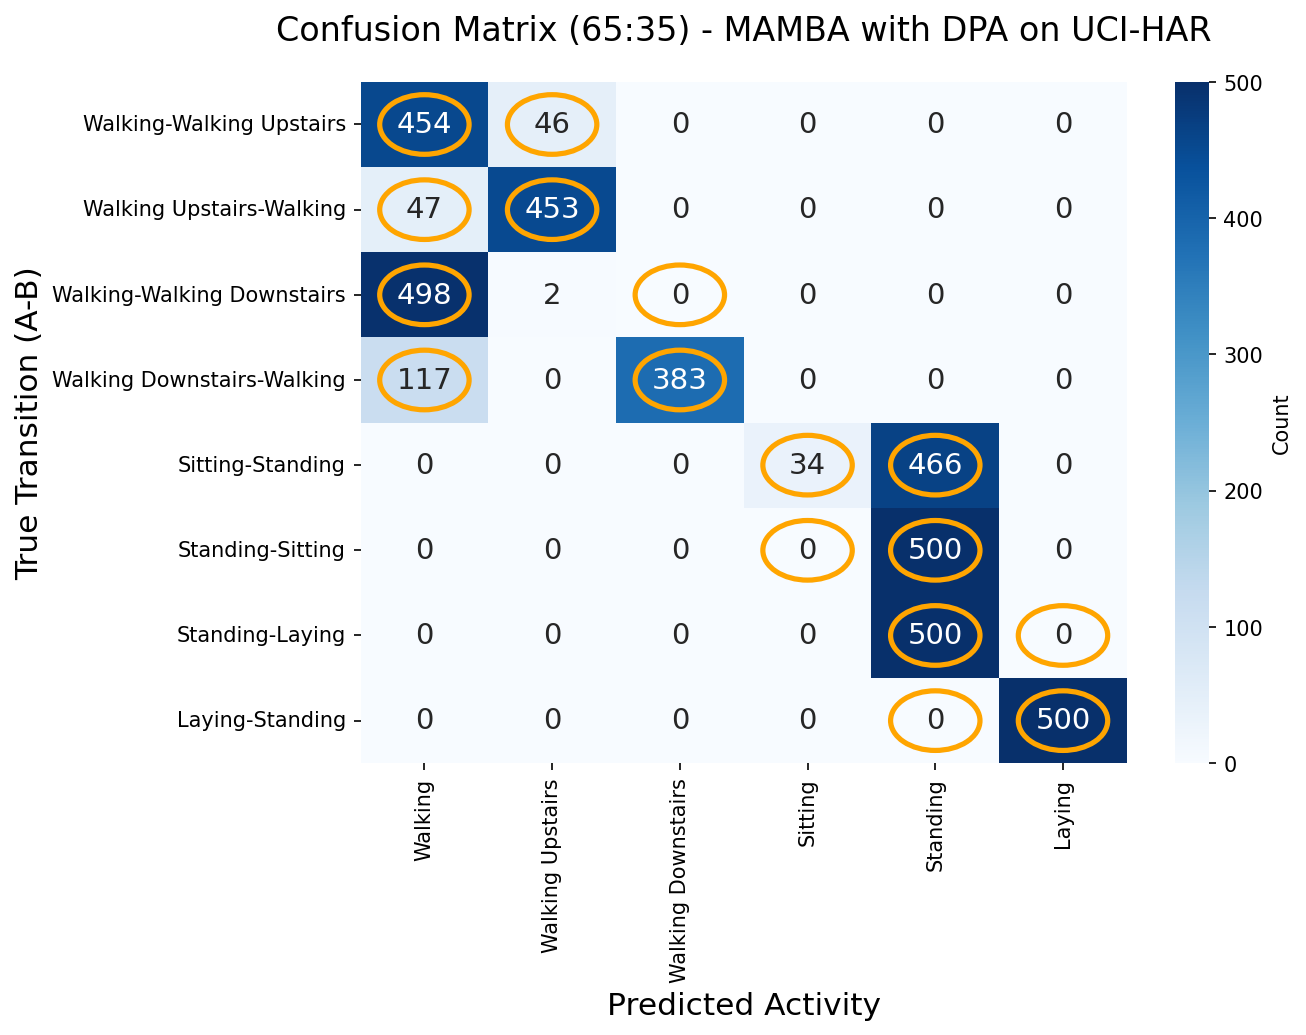 Confusion Matrix (65:35) - MAMBA with DPA on UCI-HAR
True Transition (A-B)
Walking-Walking Upstairs 454 46 0 0 0 0
Walking Upstairs-Walking 47 453 0 0 0 0
Walking-Walking Downstairs 498 2 0 0 0 0
Walking Downstairs-Walking 117 0 383 0 0 0
Sitting-Standing 0 0 0 34 466 0
Standing-Sitting 0 0 0 0 500 0
Standing-Laying 0 0 0 0 500 0
Laying-Standing 0 0 0 0 0 500
Walking
Walking Upstairs
Walking Downstairs
Sitting
Standing
Laying
Predicted Activity
500
400
300
200
100
0
Count